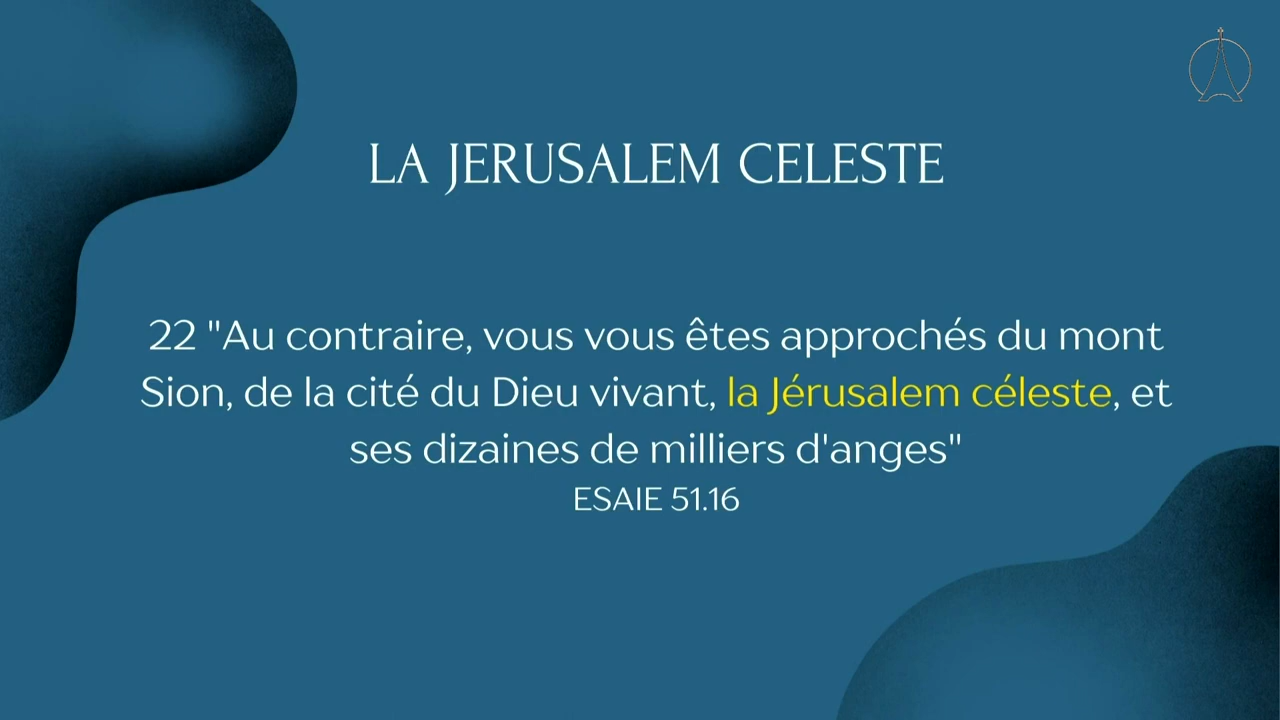 LA JERUSALEM CELESTE
22 "Au contraire, vous vous êtes approchés du mont
Sion, de la cité du Dieu vivant, la Jérusalem céleste, et
ses dizaines de milliers d'anges"
ESAIE 51.16